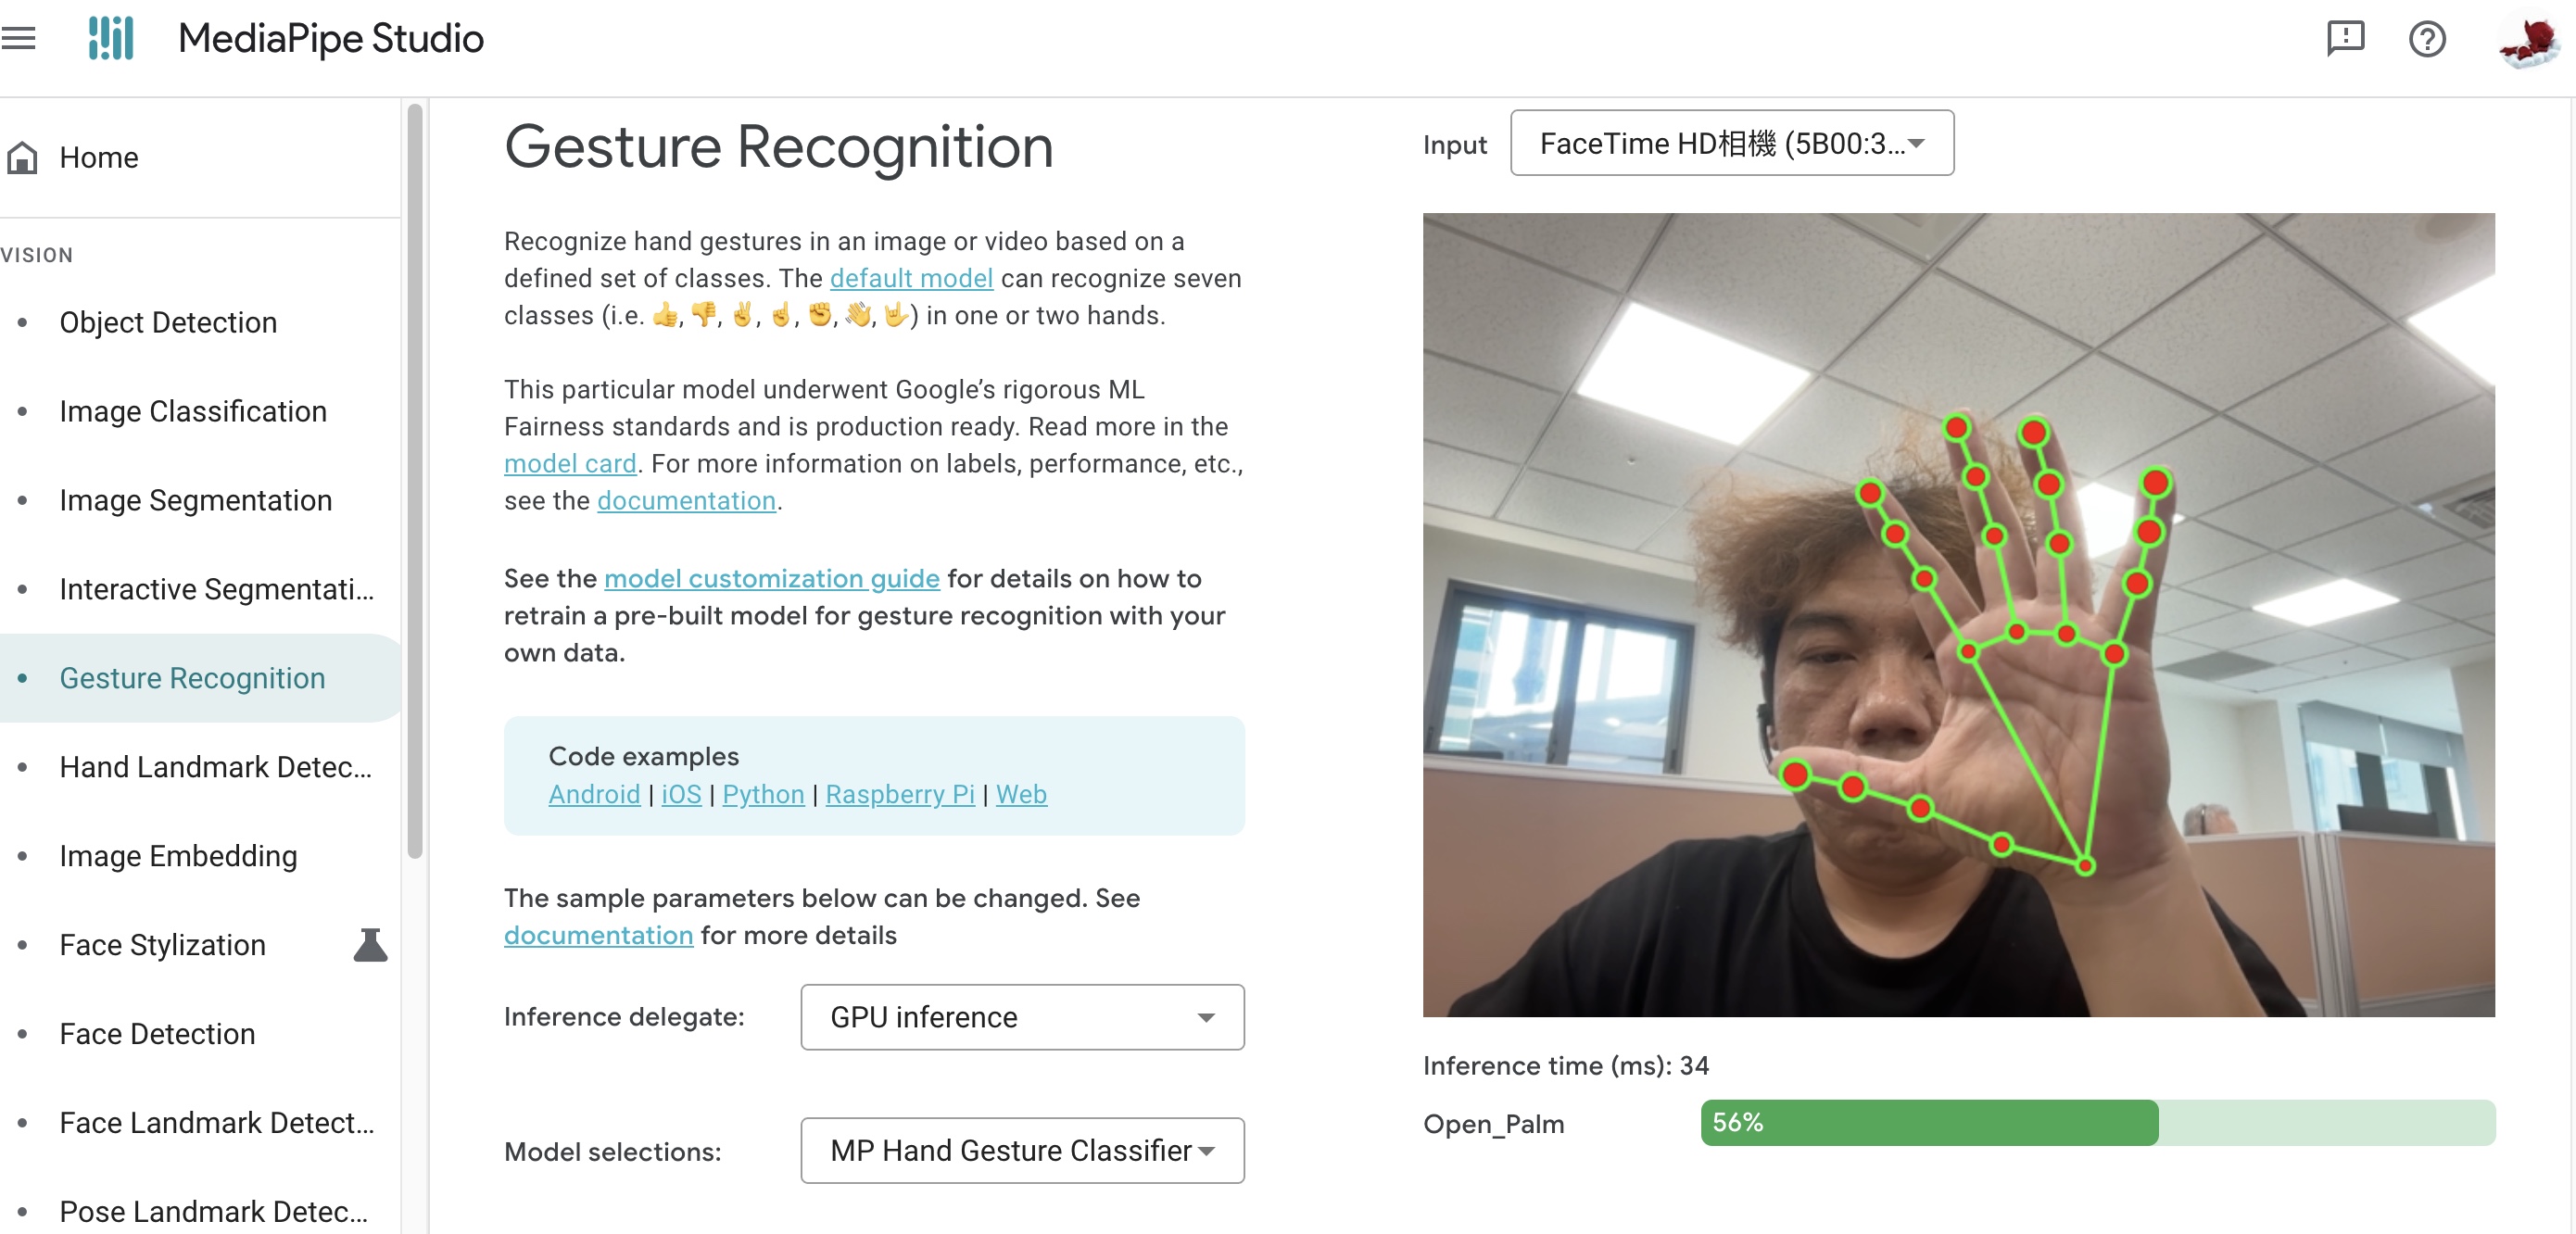 MediaPipe Studio
Home
VISION
Object Detection
Image Classification
Image Segmentation
Interactive Segmentati...
Gesture Recognition
Hand Landmark Detec...
Image Embedding
Face Stylization
Face Detection
Face Landmark Detect...
Pose Landmark Detec...
Gesture Recognition
Recognize hand gestures in an image or video based on a
defined set of classes. The default model can recognize seven
classes (i.e. 👍, 👎, ✌️, ☝️, ✊, 👋, 🤟) in one or two hands.
This particular model underwent Google’s rigorous ML
Fairness standards and is production ready. Read more in the
model card. For more information on labels, performance, etc.,
see the documentation.
See the model customization guide for details on how to
retrain a pre-built model for gesture recognition with your
own data.
Code examples
Android | iOS | Python | Raspberry Pi | Web
The sample parameters below can be changed. See
documentation for more details
Inference delegate: GPU inference
Model selections: MP Hand Gesture Classifier
Input FaceTime HD相機 (5B00:3...
Inference time (ms): 34
Open_Palm 56%